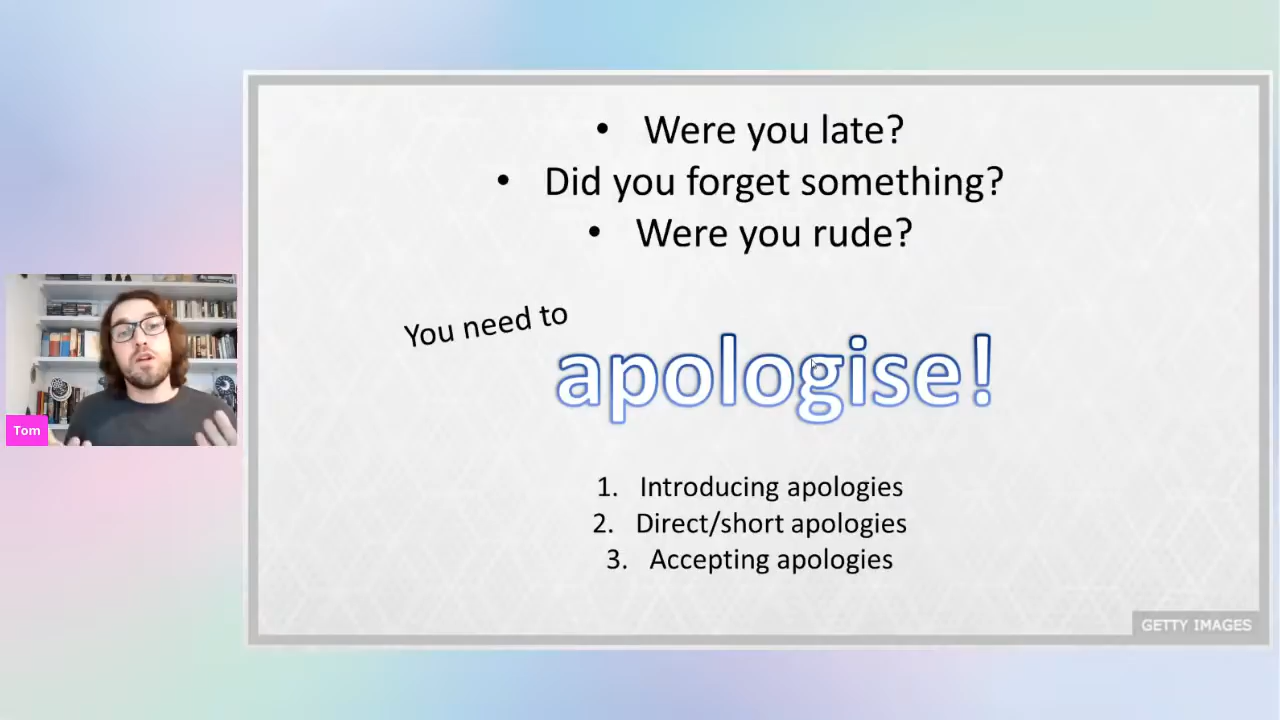 • Were you late?
• Did you forget something?
• Were you rude?
You need to
apologise!
1. Introducing apologies
2. Direct/short apologies
3. Accepting apologies
Tom
GETTY IMAGES